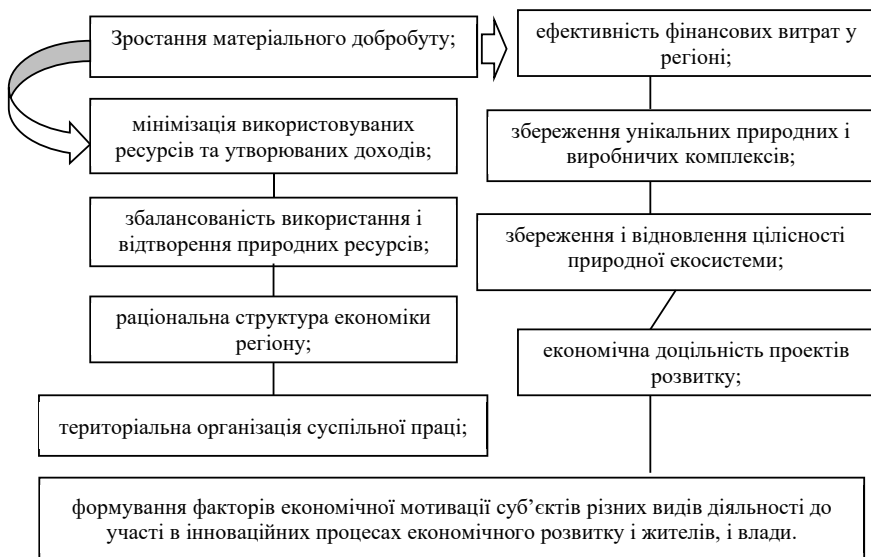 Зростання матеріального добробуту;
мінімізація використовуваних
ресурсів та утворюваних доходів;
збалансованість використання і
відтворення природних ресурсів;
раціональна структура економіки
регіону;
територіальна організація суспільної праці;
ефективність фінансових витрат у
регіоні;
збереження унікальних природних і
виробничих комплексів;
збереження і відновлення цілісності
природної екосистеми;
економічна доцільність проектів
розвитку;
формування факторів економічної мотивації суб’єктів різних видів діяльності до
участі в інноваційних процесах економічного розвитку і жителів, і влади.